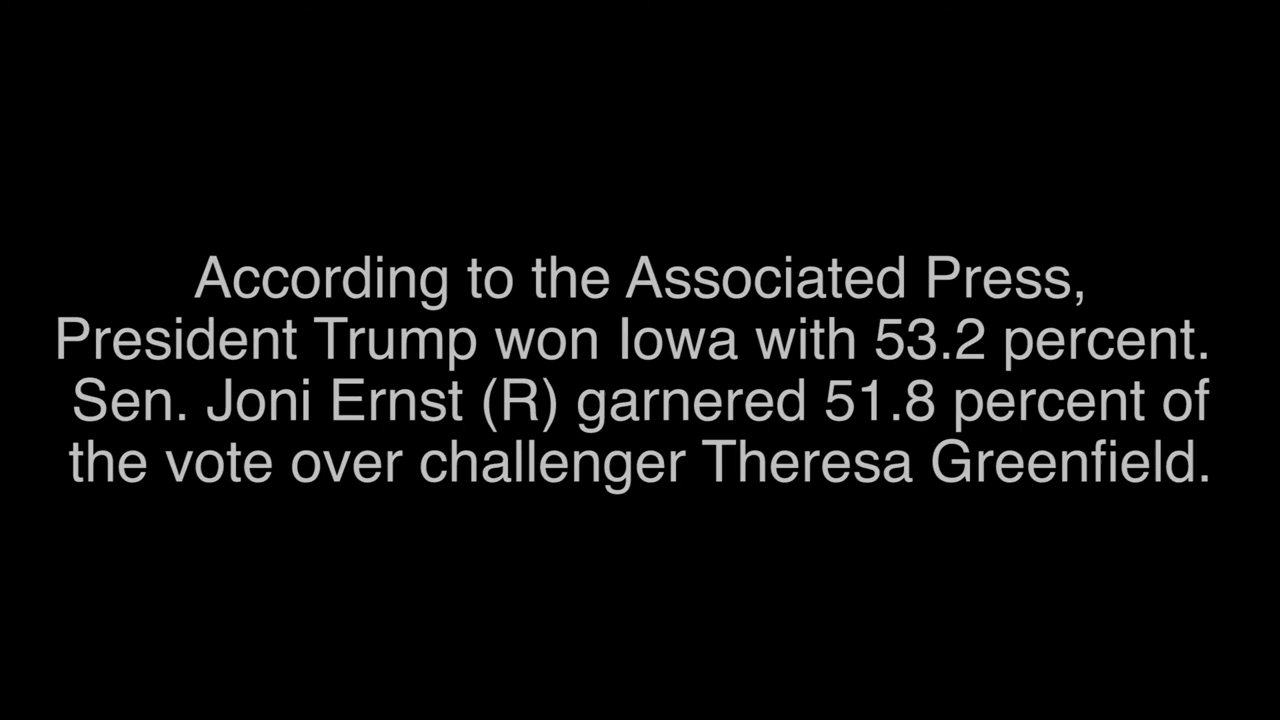 According to the Associated Press,
President Trump won Iowa with 53.2 percent.
Sen. Joni Ernst (R) garnered 51.8 percent of
the vote over challenger Theresa Greenfield.